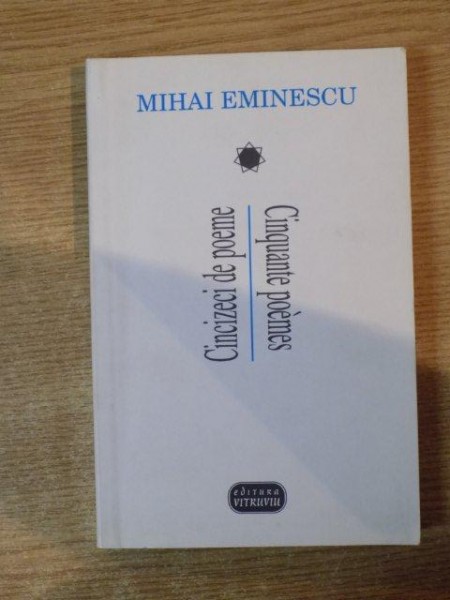 MIHAI EMINESCU
Cincizeci de poeme
Cinquante poèmes
editura
VITRUVIU